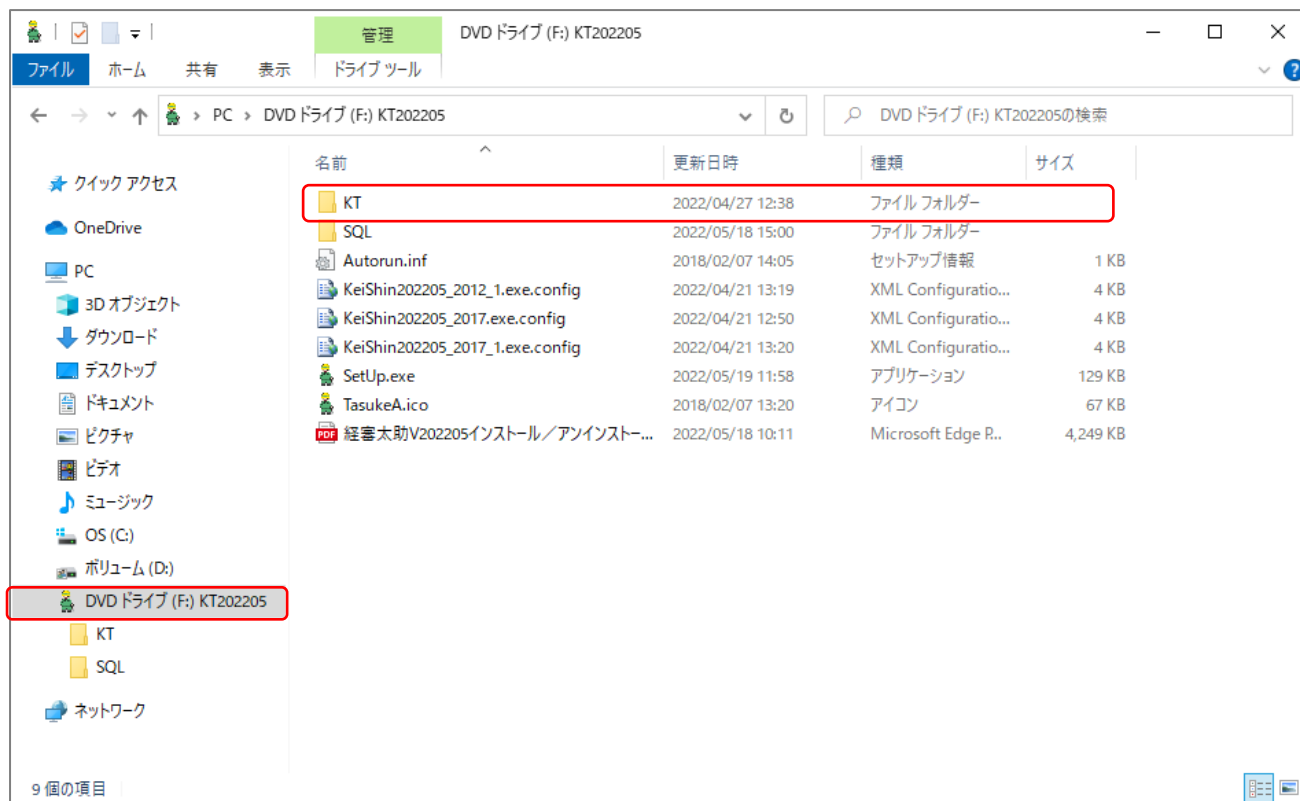 管理 DVD ドライブ (F:) KT202205
ファイル ホーム 共有 表示 ドライブ ツール
PC DVD ドライブ (F:) KT202205 DVD ドライブ (F:) KT202205の検索
名前 更新日時 種類 サイズ
クイック アクセス
OneDrive
PC
3D オブジェクト
ダウンロード
デスクトップ
ドキュメント
ピクチャ
ビデオ
ミュージック
OS (C:)
ボリューム (D:)
DVD ドライブ (F:) KT202205
KT
SQL
ネットワーク
KT 2022/04/27 12:38 ファイル フォルダー
SQL 2022/05/18 15:00 ファイル フォルダー
Autorun.inf 2018/02/07 14:05 セットアップ情報 1 KB
KeiShin202205_2012_1.exe.config 2022/04/21 13:19 XML Configuratio... 4 KB
KeiShin202205_2017.exe.config 2022/04/21 12:50 XML Configuratio... 4 KB
KeiShin202205_2017_1.exe.config 2022/04/21 13:20 XML Configuratio... 4 KB
SetUp.exe 2022/05/19 11:58 アプリケーション 129 KB
TasukeA.ico 2018/02/07 13:20 アイコン 67 KB
PDF 経審太助V202205インストール／アンインストー... 2022/05/18 10:11 Microsoft Edge P... 4,249 KB
9 個の項目